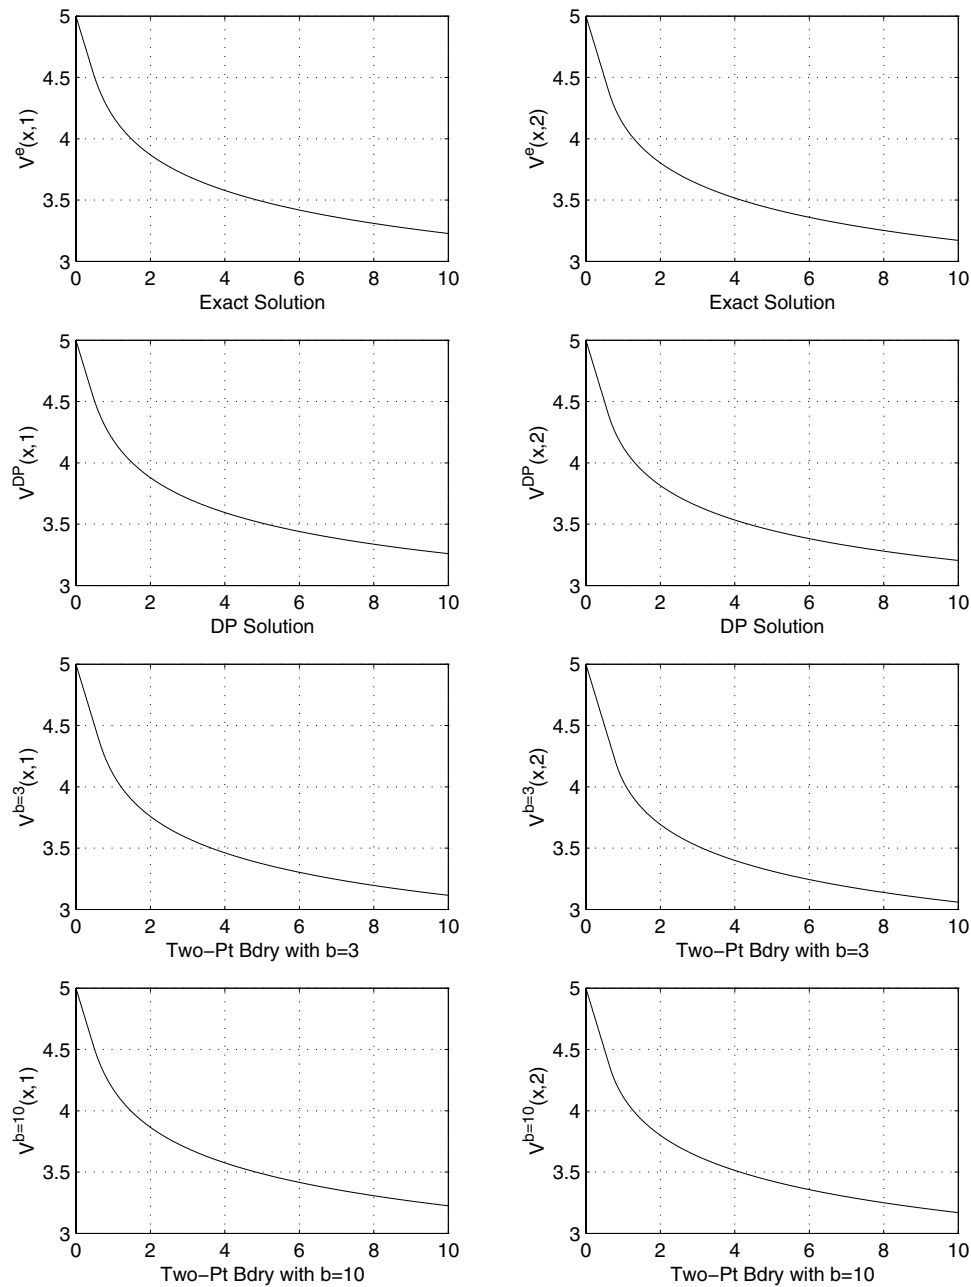 5
4.5
4
3.5
3
V^e(x,1)
0 2 4 6 8 10
Exact Solution
5
4.5
4
3.5
3
V^e(x,2)
0 2 4 6 8 10
Exact Solution
5
4.5
4
3.5
3
V^DP(x,1)
0 2 4 6 8 10
DP Solution
5
4.5
4
3.5
3
V^DP(x,2)
0 2 4 6 8 10
DP Solution
5
4.5
4
3.5
3
V^b=3(x,1)
0 2 4 6 8 10
Two−Pt Bdry with b=3
5
4.5
4
3.5
3
V^b=3(x,2)
0 2 4 6 8 10
Two−Pt Bdry with b=3
5
4.5
4
3.5
3
V^b=10(x,1)
0 2 4 6 8 10
Two−Pt Bdry with b=10
5
4.5
4
3.5
3
V^b=10(x,2)
0 2 4 6 8 10
Two−Pt Bdry with b=10